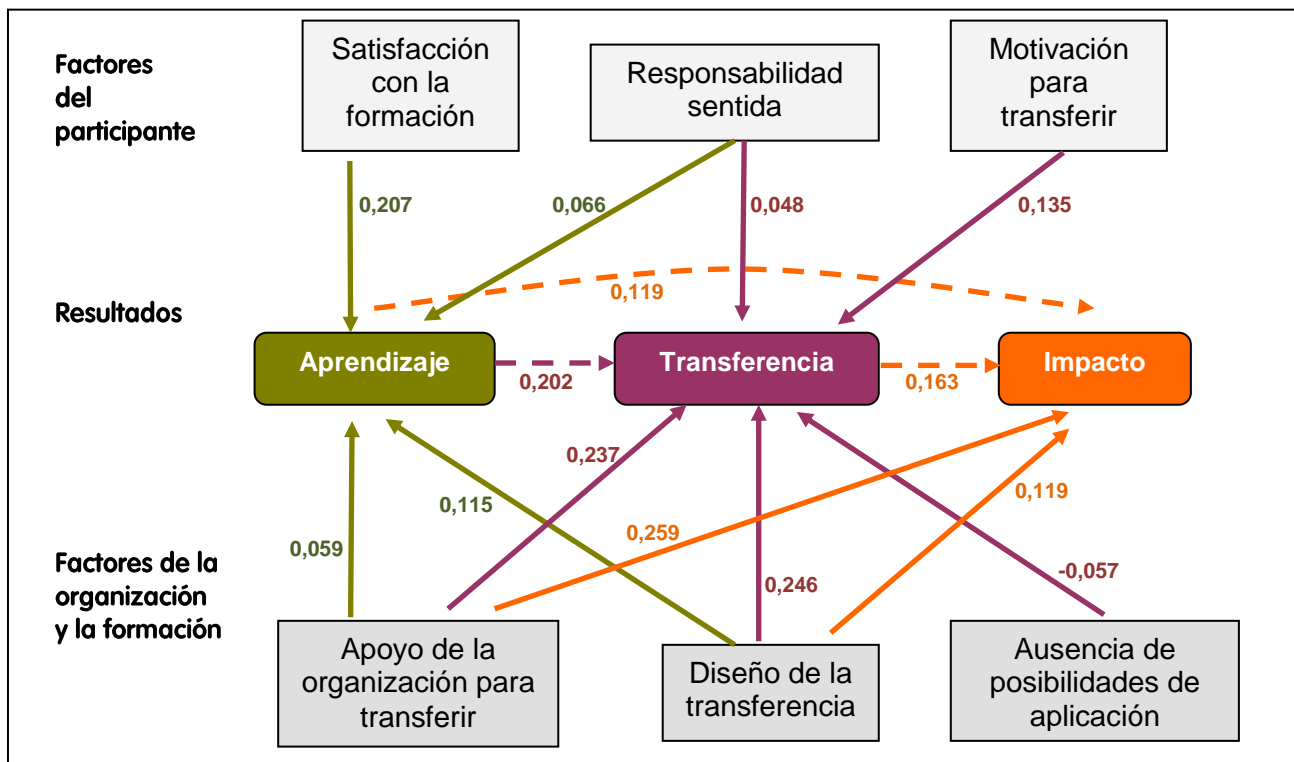 Factores
del
participante
Satisfacción
con la
formación
Responsabilidad
sentida
Motivación
para
transferir
0,207
0,066
0,048
0,135
0,119
Resultados
Aprendizaje
0,202
Transferencia
0,163
Impacto
0,237
0,115
0,059
0,259
0,246
0,119
-0,057
Factores de la
organización
y la formación
Apoyo de la
organización para
transferir
Diseño de la
transferencia
Ausencia de
posibilidades de
aplicación